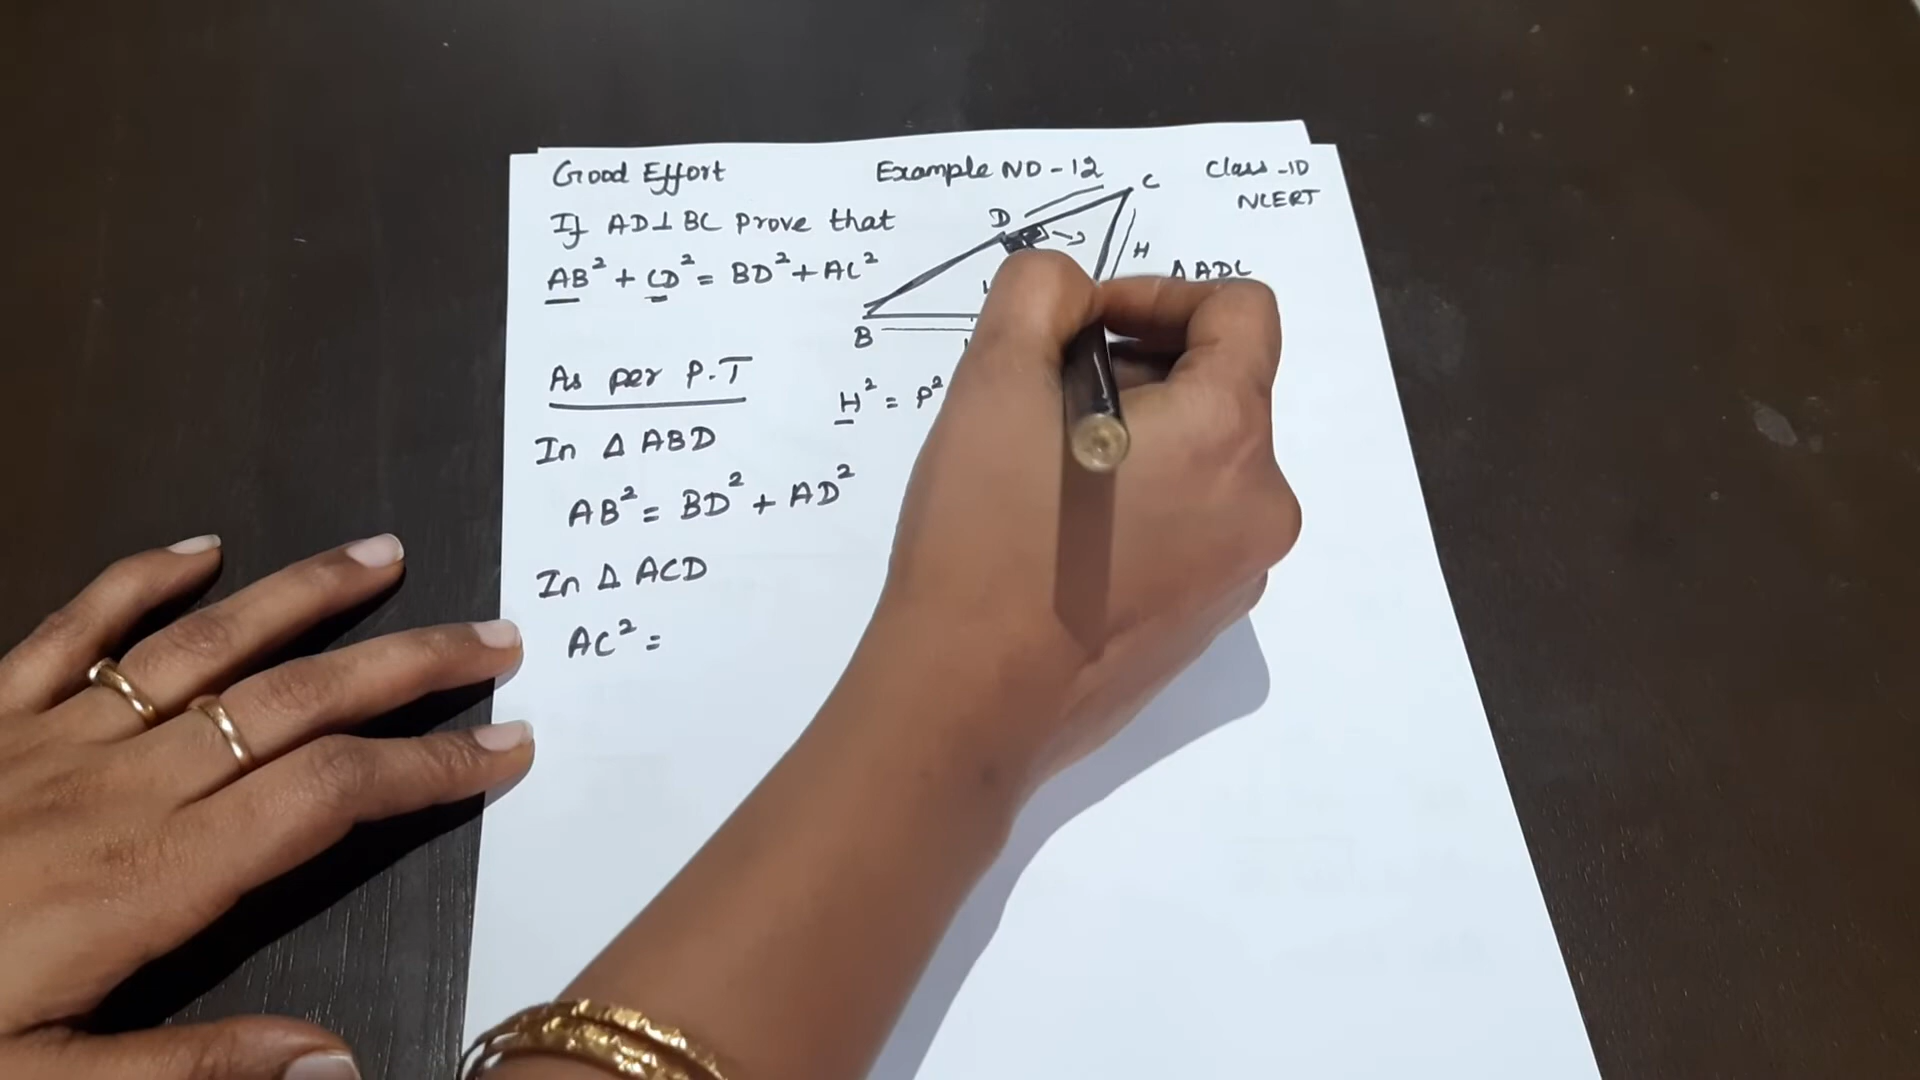 Good Effort Example NO - 12 Class - 10
NCERT
If AD ⊥ BC Prove that
AB² + CD² = BD² + AC²
D
C
H
Δ ADC
B
As per P.T
H² = P²
In Δ ABD
AB² = BD² + AD²
In Δ ACD
AC² =